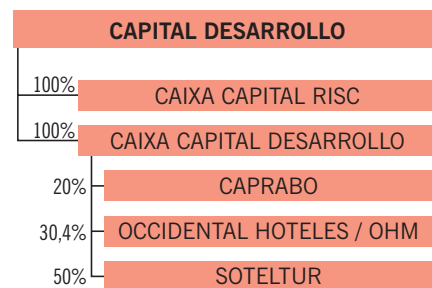 CAPITAL DESARROLLO
100% CAIXA CAPITAL RISC
100% CAIXA CAPITAL DESARROLLO
20% CAPRABO
30,4% OCCIDENTAL HOTELES / OHM
50% SOTELTUR